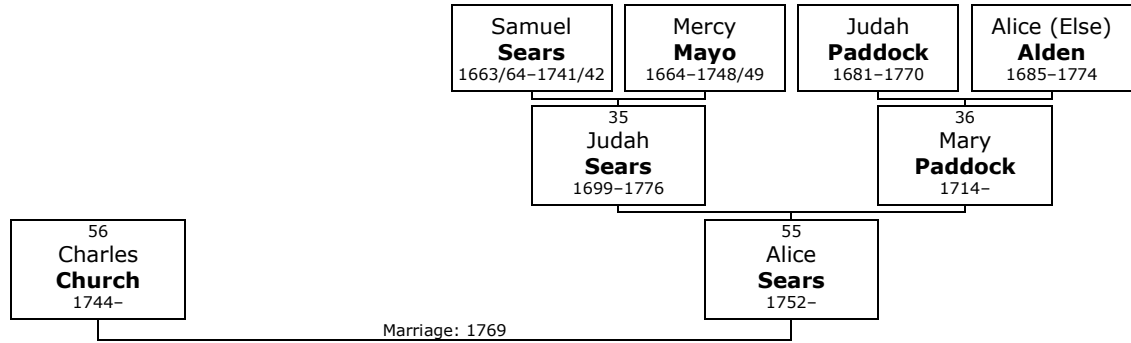 Samuel
Sears
1663/64–1741/42
Mercy
Mayo
1664–1748/49
Judah
Paddock
1681–1770
Alice (Else)
Alden
1685–1774
35
Judah
Sears
1699–1776
36
Mary
Paddock
1714–
56
Charles
Church
1744–
55
Alice
Sears
1752–
Marriage: 1769